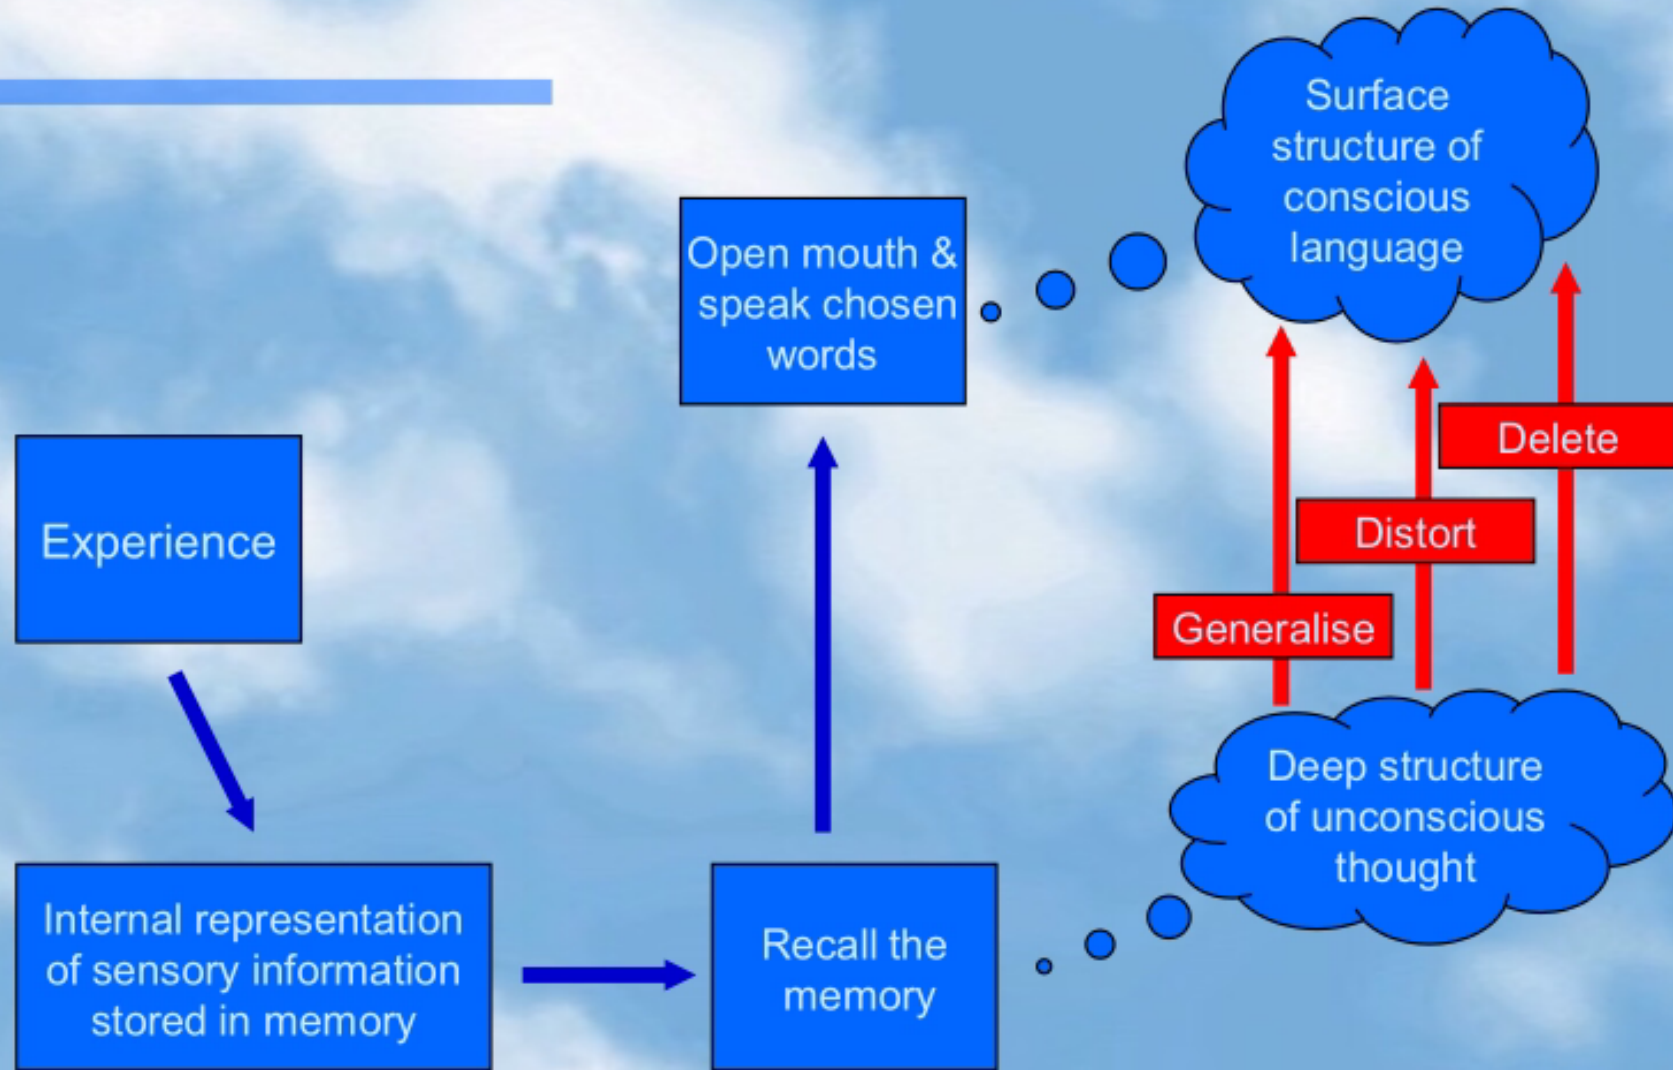 Surface
structure of
conscious
language
Open mouth &
speak chosen
words
Delete
Distort
Generalise
Experience
Deep structure
of unconscious
thought
Internal representation
of sensory information
stored in memory
Recall the
memory